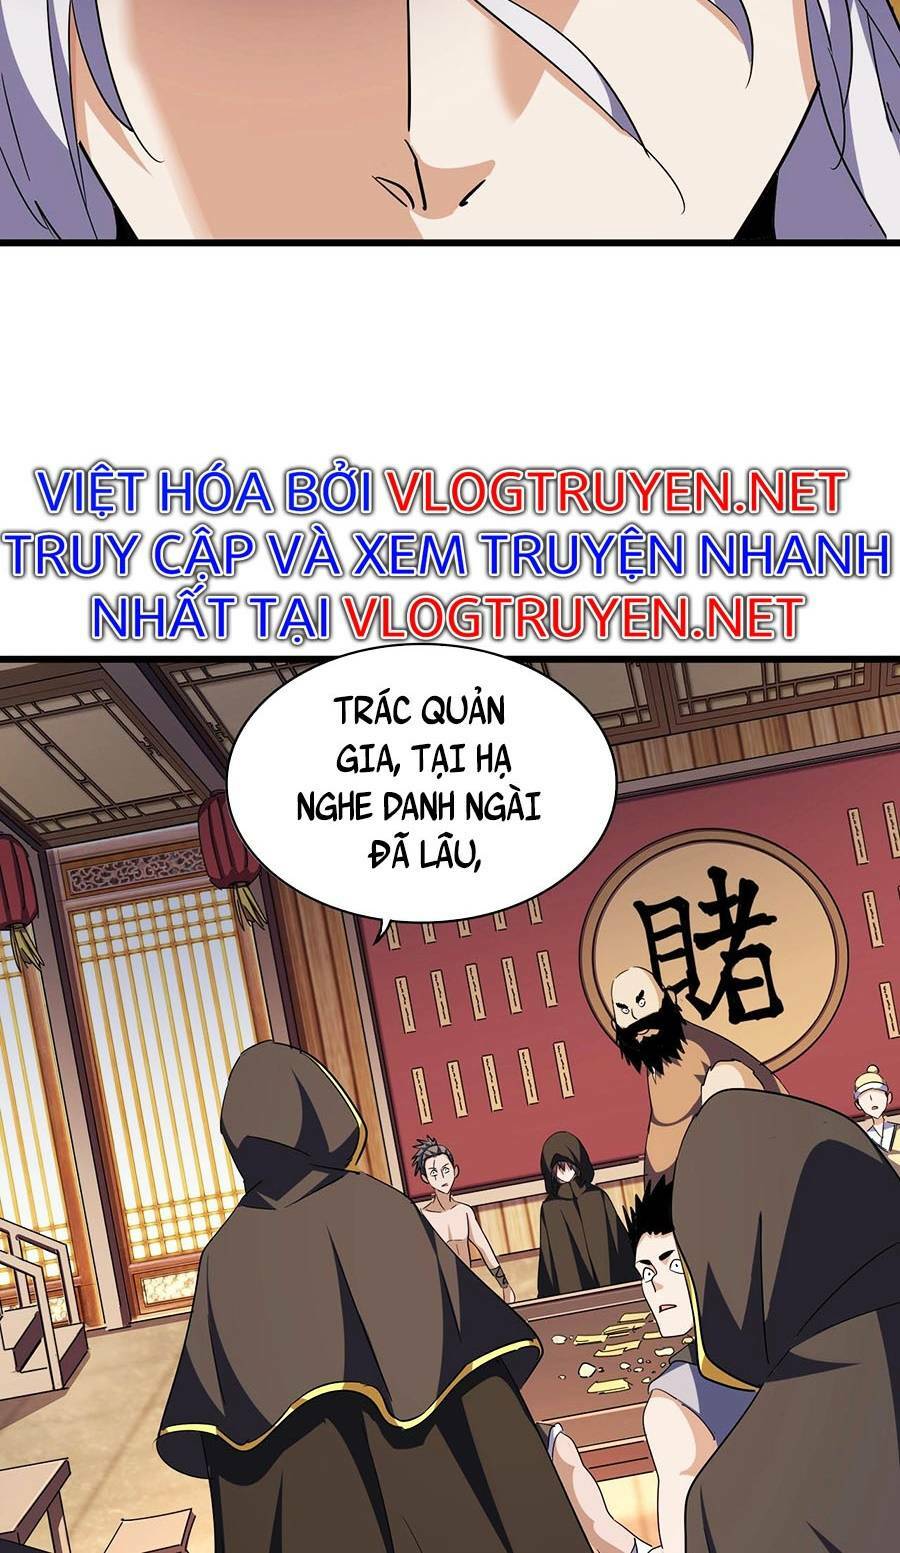 VIỆT HÓA BỞI VLOGTRUYEN.NET
TRUY CẬP VÀ XEM TRUYỆN NHANH
NHẤT TẠI VLOGTRUYEN.NET
TRÁC QUẢN
GIA, TẠI HẠ
NGHE DANH NGÀI
ĐÃ LÂU,
賭